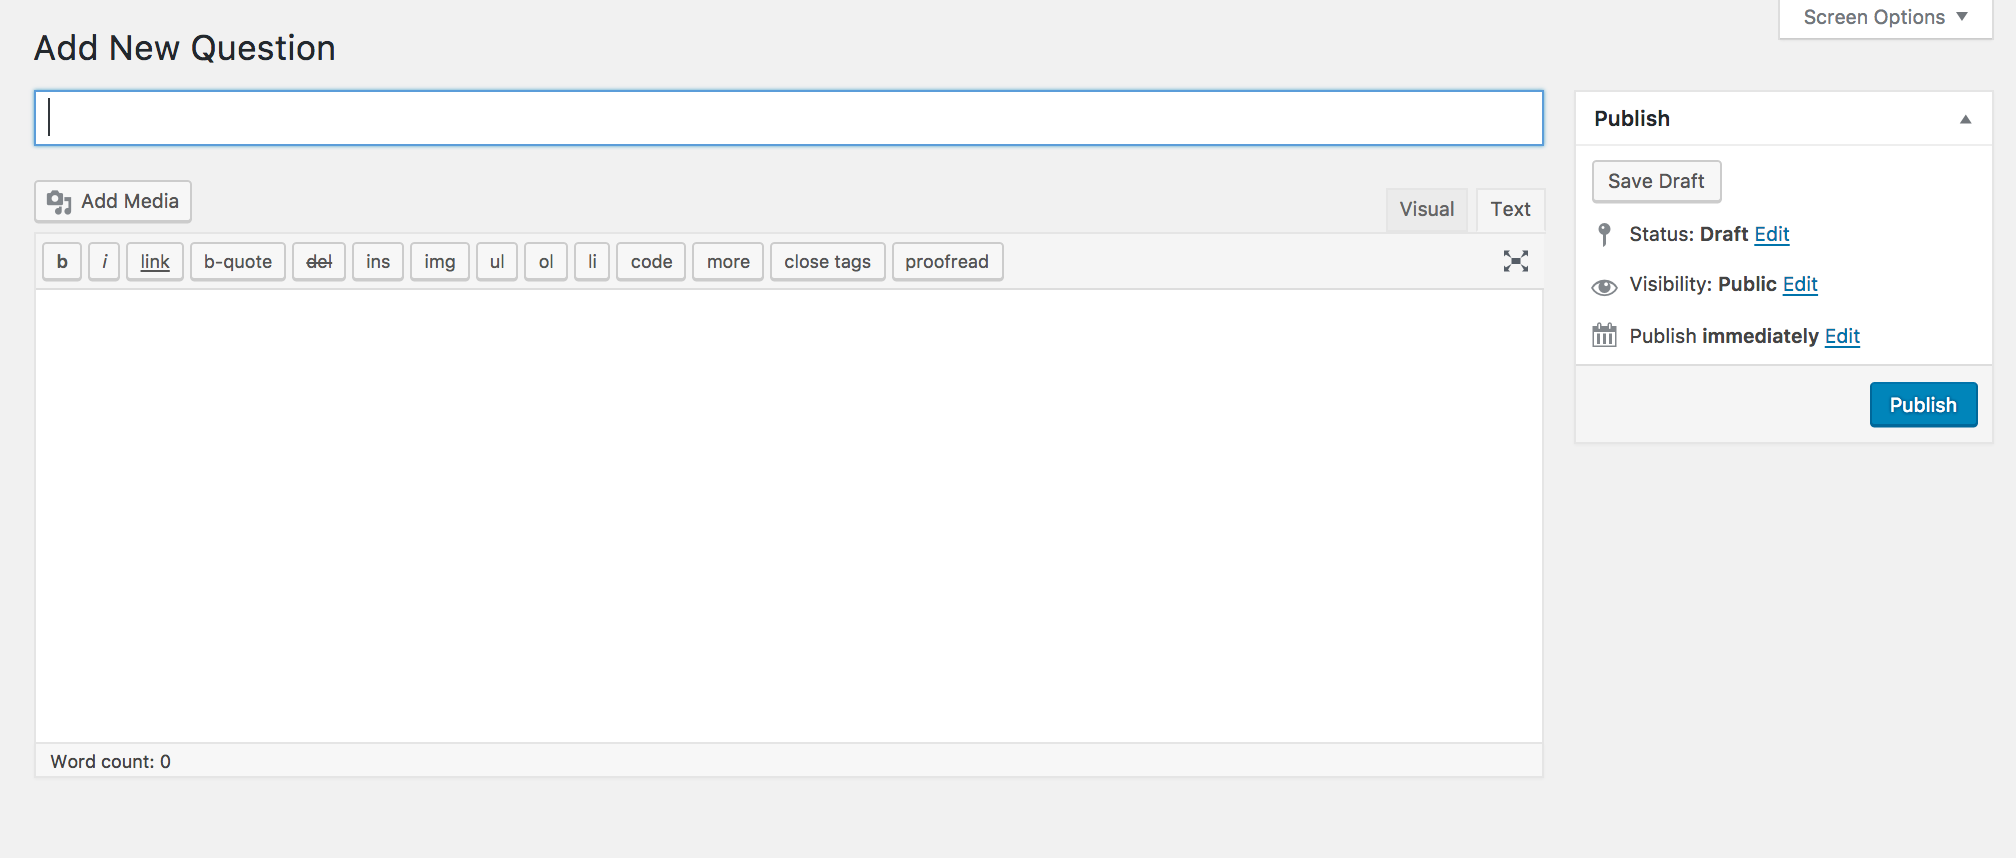 Screen Options
Add New Question
Publish
Add Media
Visual
Text
Save Draft
b i link b-quote del ins img ul ol li code more close tags proofread
Status: Draft Edit
Visibility: Public Edit
Publish immediately Edit
Publish
Word count: 0